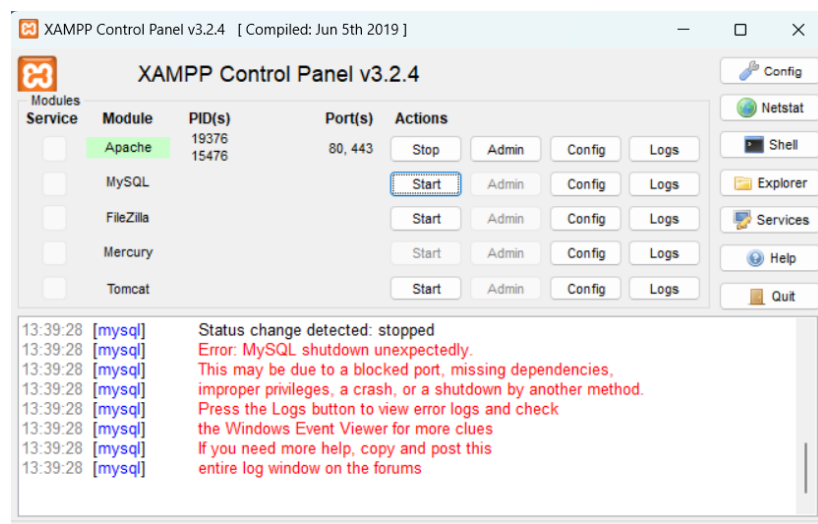 XAMPP Control Panel v3.2.4 [ Compiled: Jun 5th 2019 ]
XAMPP Control Panel v3.2.4
Config
Modules
Service Module PID(s) Port(s) Actions
Netstat
Apache 19376 15476 80, 443 Stop Admin Config Logs
Shell
MySQL Start Admin Config Logs
Explorer
FileZilla Start Admin Config Logs
Services
Mercury Start Admin Config Logs
Help
Tomcat Start Admin Config Logs
Quit
13:39:28 [mysql] Status change detected: stopped
13:39:28 [mysql] Error: MySQL shutdown unexpectedly.
13:39:28 [mysql] This may be due to a blocked port, missing dependencies,
13:39:28 [mysql] improper privileges, a crash, or a shutdown by another method.
13:39:28 [mysql] Press the Logs button to view error logs and check
13:39:28 [mysql] the Windows Event Viewer for more clues
13:39:28 [mysql] If you need more help, copy and post this
13:39:28 [mysql] entire log window on the forums